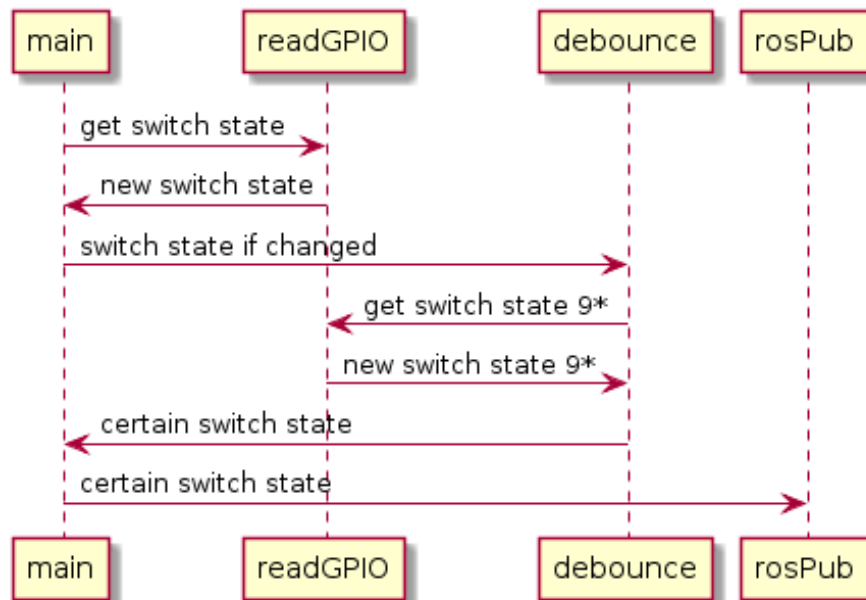 main readGPIO debounce rosPub
get switch state
new switch state
switch state if changed
get switch state 9*
new switch state 9*
certain switch state
certain switch state
main readGPIO debounce rosPub